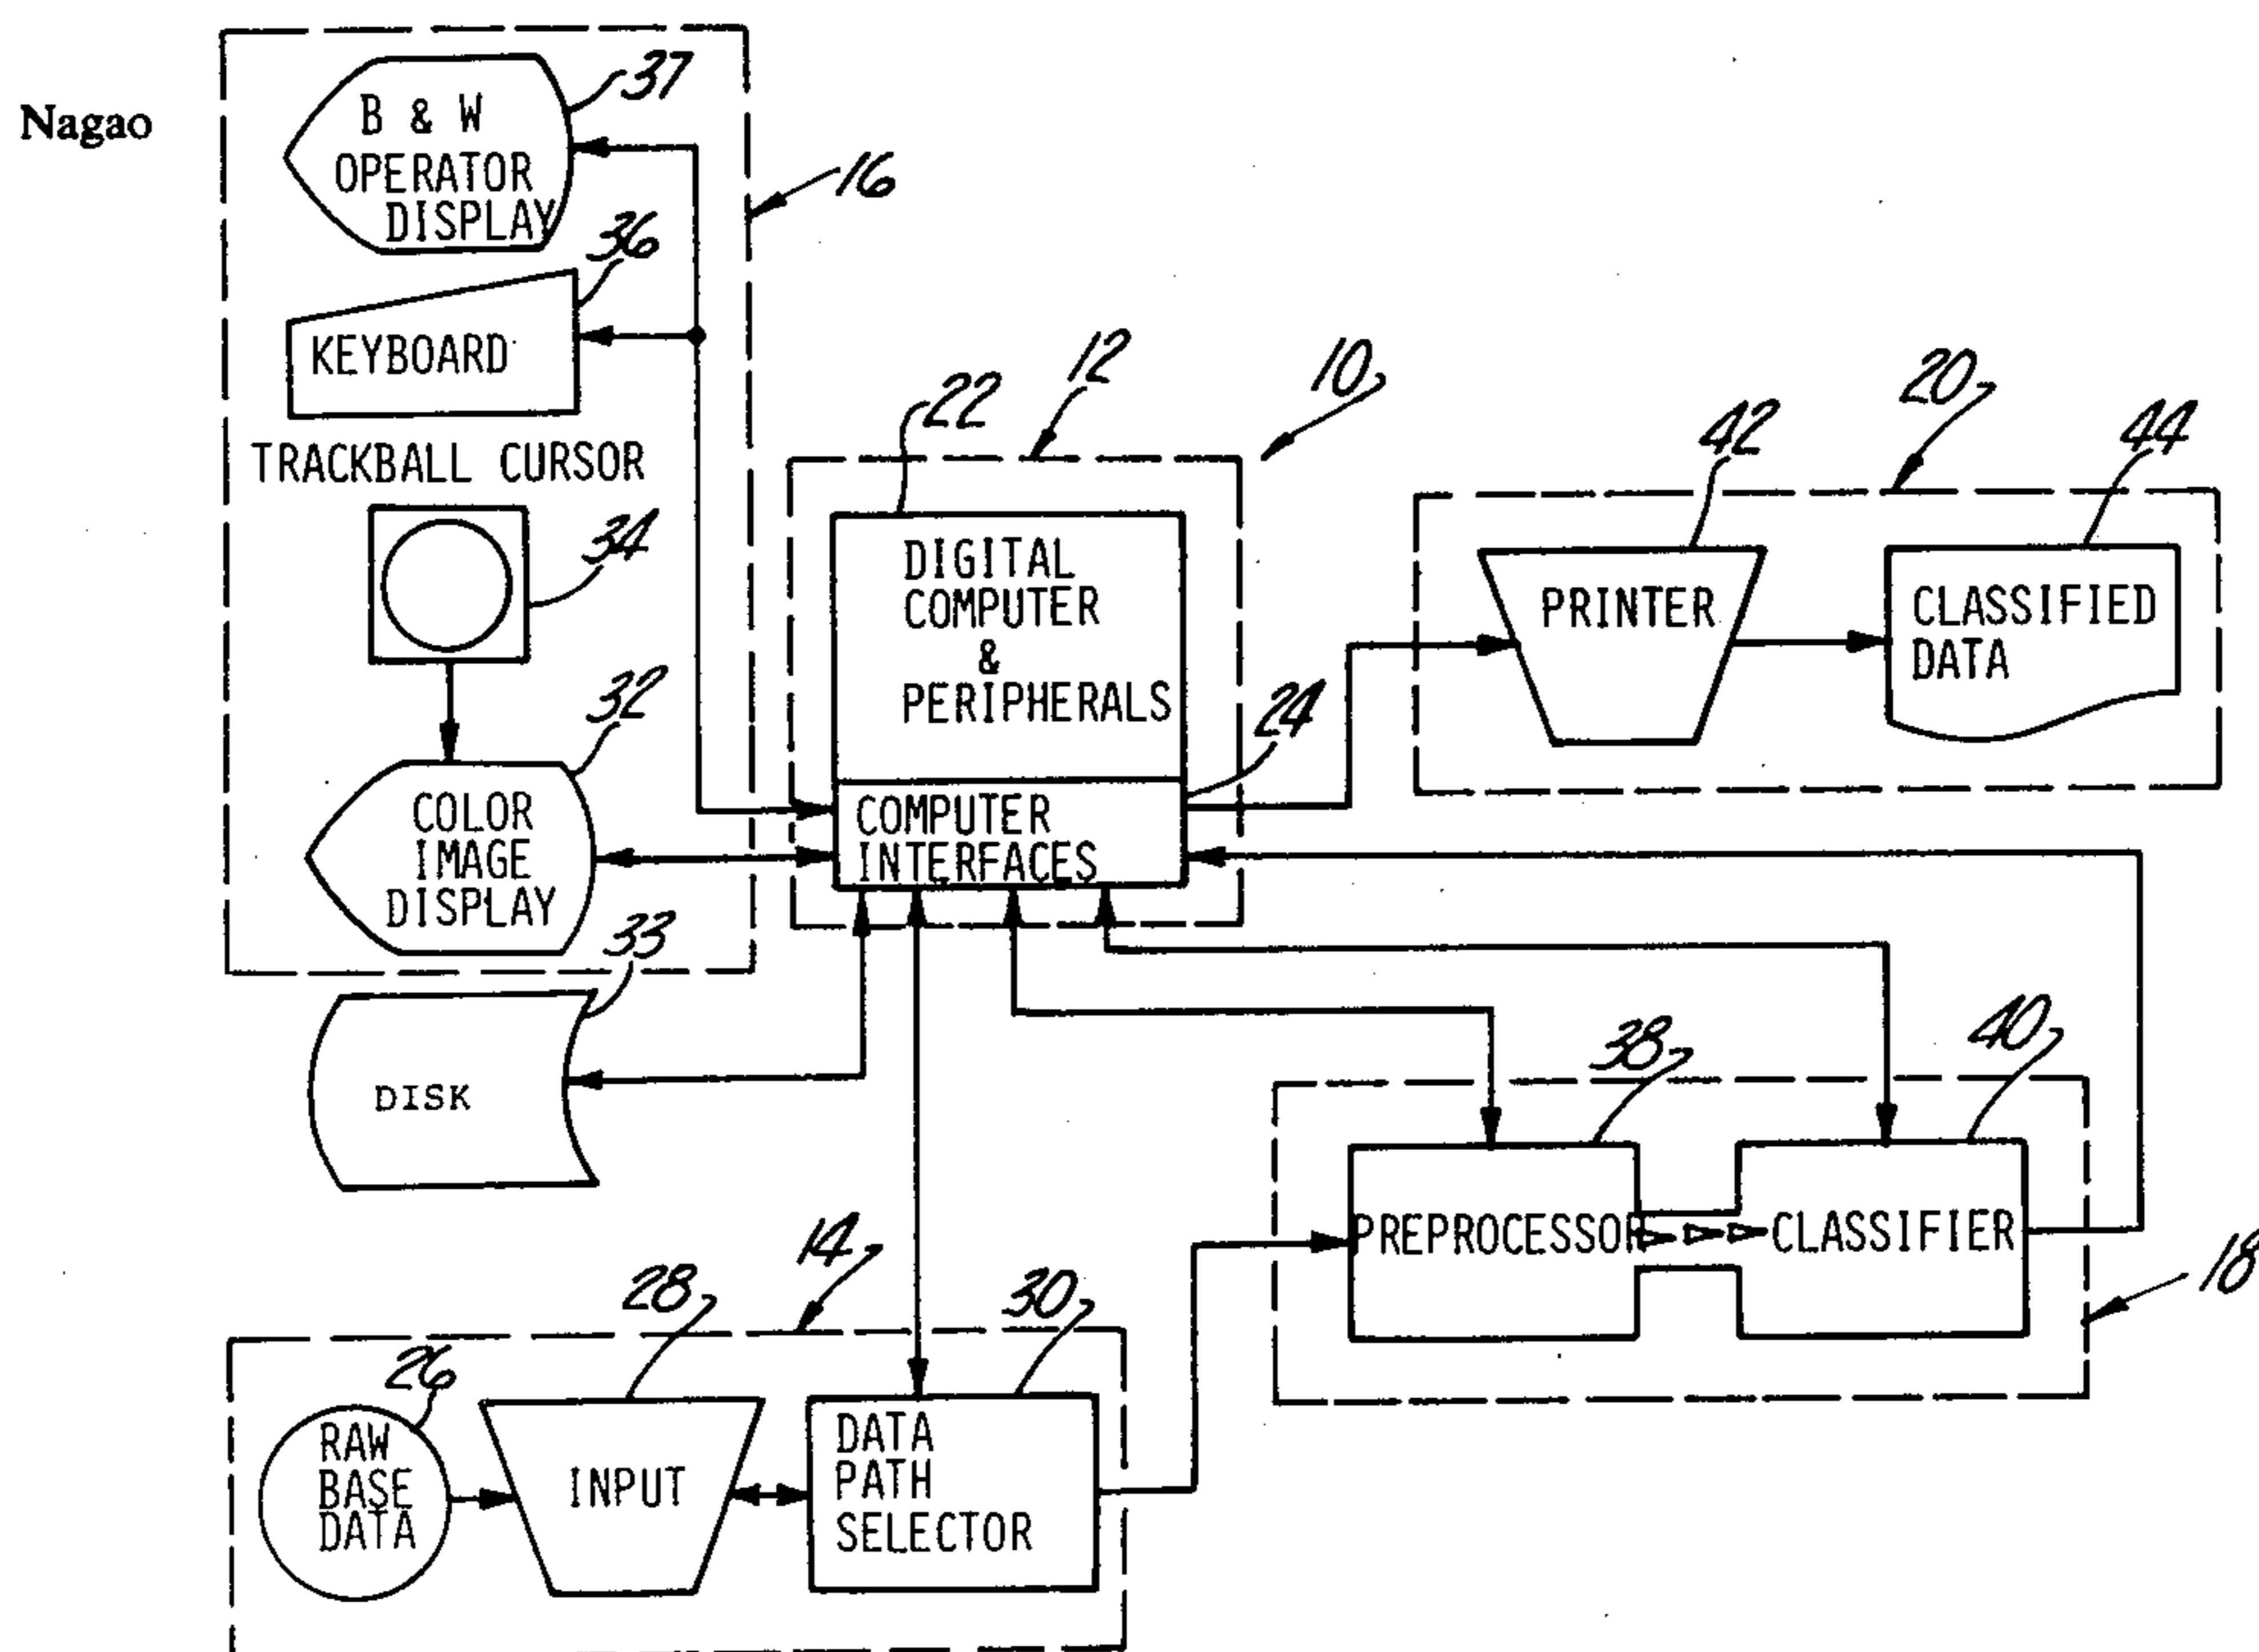 Nagao
37
B & W
OPERATOR
DISPLAY
16
36
KEYBOARD
TRACKBALL CURSOR
34
32
COLOR
IMAGE
DISPLAY
33
DISK
12
10
22
DIGITAL
COMPUTER
&
PERIPHERALS
24
COMPUTER
INTERFACES
20
42
44
PRINTER
CLASSIFIED
DATA
38
40
PREPROCESSOR
CLASSIFIER
18
14
26
28
30
RAW
BASE
DATA
INPUT
DATA
PATH
SELECTOR